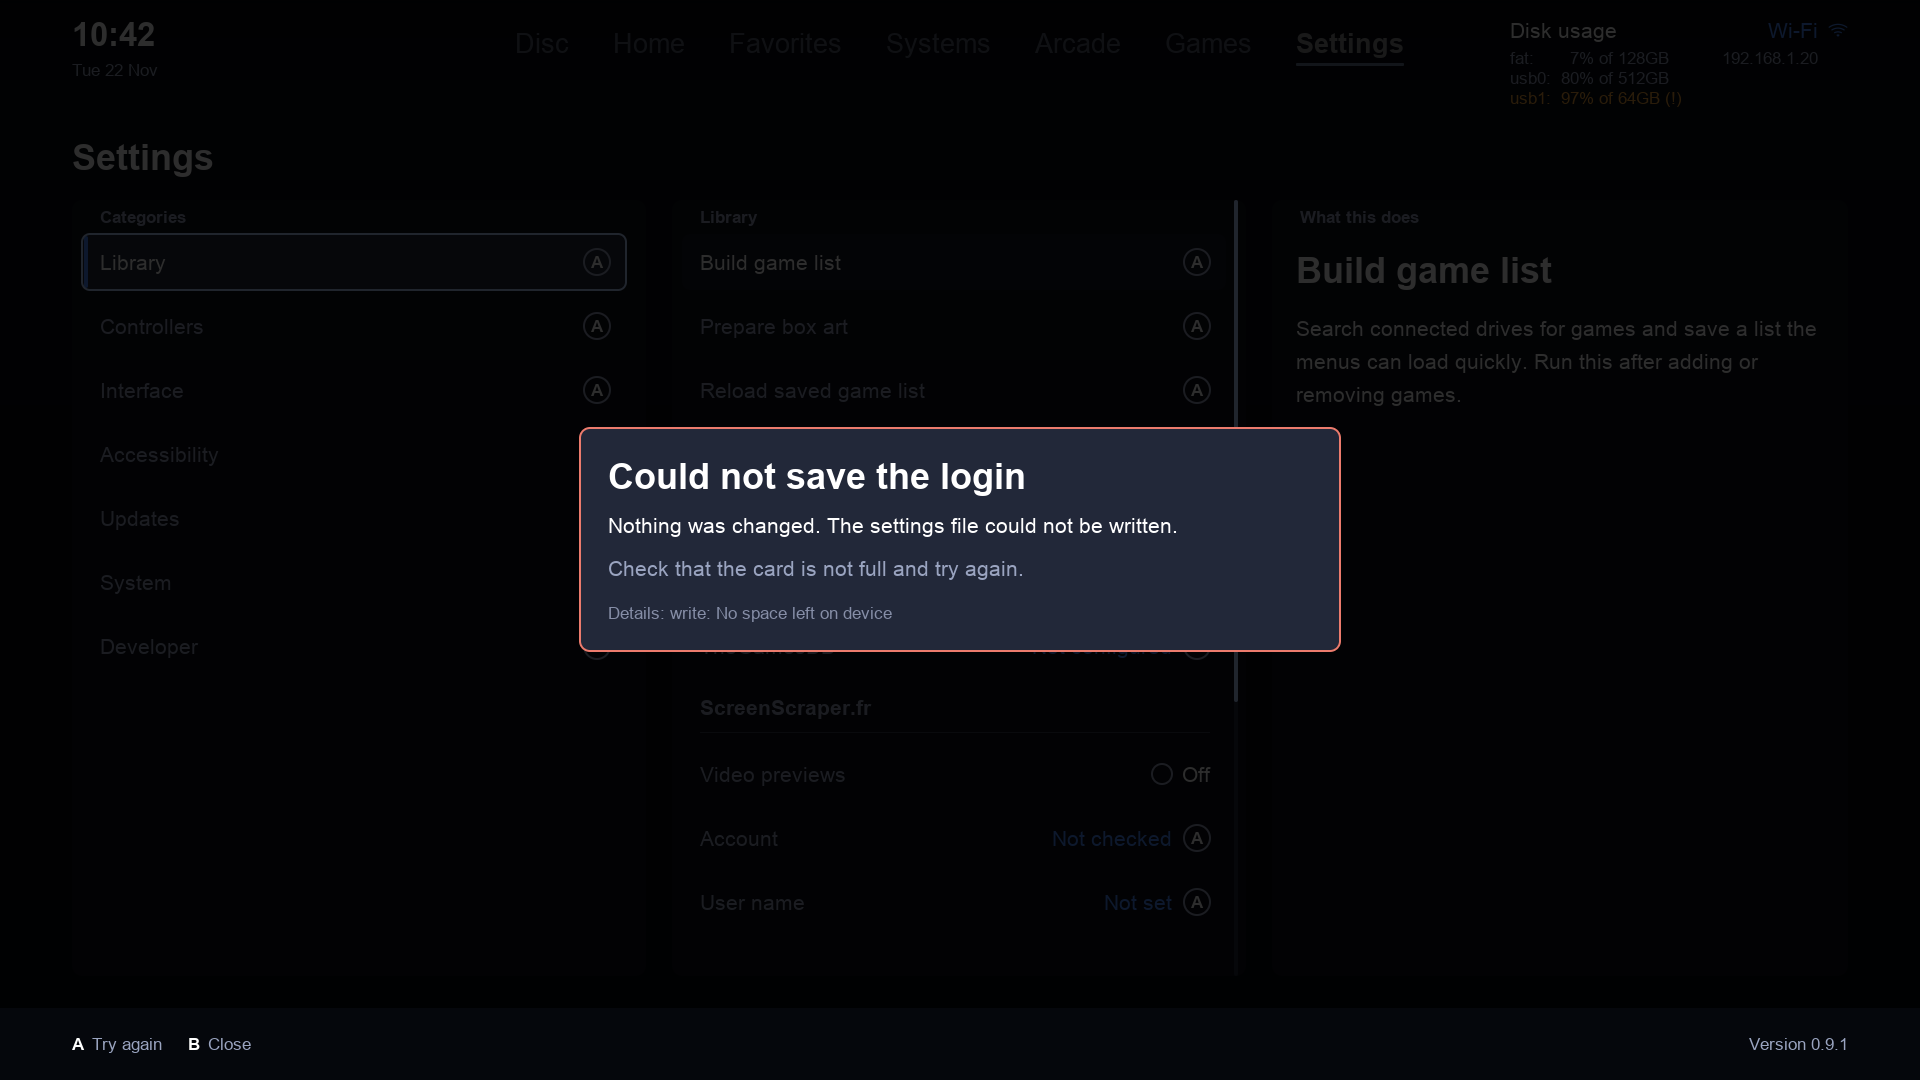 10:42
Tue 22 Nov
Disc Home Favorites Systems Arcade Games Settings
Disk usage
fat: 7% of 128GB
usb0: 80% of 512GB
usb1: 97% of 64GB (!)
Wi-Fi
192.168.1.20
Settings
Categories
Library A
Controllers A
Interface A
Accessibility
Updates
System
Developer
Library
Build game list A
Prepare box art A
Reload saved game list A
ScreenScraper.fr
Video previews Off
Account Not checked A
User name Not set A
What this does
Build game list
Search connected drives for games and save a list the
menus can load quickly. Run this after adding or
removing games.
Could not save the login
Nothing was changed. The settings file could not be written.
Check that the card is not full and try again.
Details: write: No space left on device
A Try again B Close
Version 0.9.1